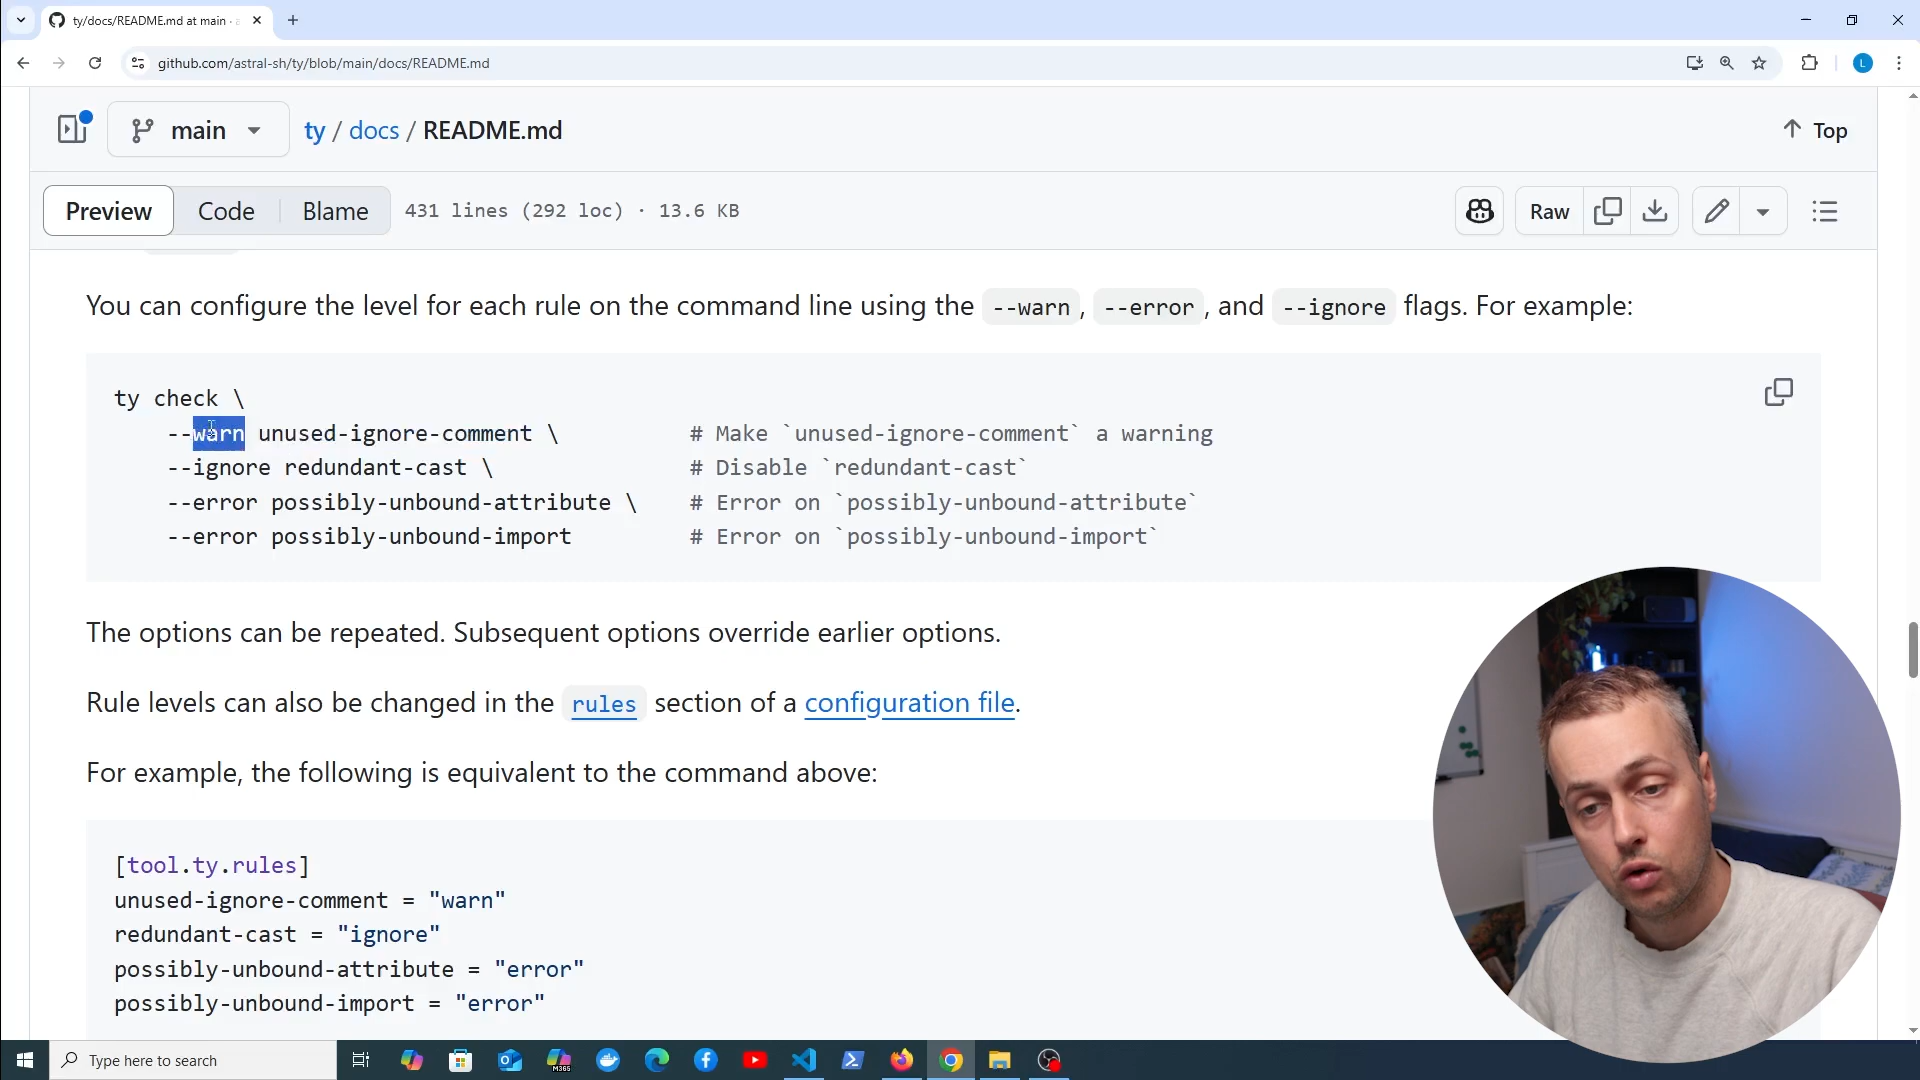 ty/docs/README.md at main · a
github.com/astral-sh/ty/blob/main/docs/README.md
L
main
ty / docs / README.md
Top
Preview
Code
Blame
431 lines (292 loc) · 13.6 KB
Raw
You can configure the level for each rule on the command line using the --warn, --error, and --ignore flags. For example:
ty check \
--warn unused-ignore-comment \ # Make `unused-ignore-comment` a warning
--ignore redundant-cast \ # Disable `redundant-cast`
--error possibly-unbound-attribute \ # Error on `possibly-unbound-attribute`
--error possibly-unbound-import # Error on `possibly-unbound-import`
The options can be repeated. Subsequent options override earlier options.
Rule levels can also be changed in the rules section of a configuration file.
For example, the following is equivalent to the command above:
[tool.ty.rules]
unused-ignore-comment = "warn"
redundant-cast = "ignore"
possibly-unbound-attribute = "error"
possibly-unbound-import = "error"
Type here to search
M365